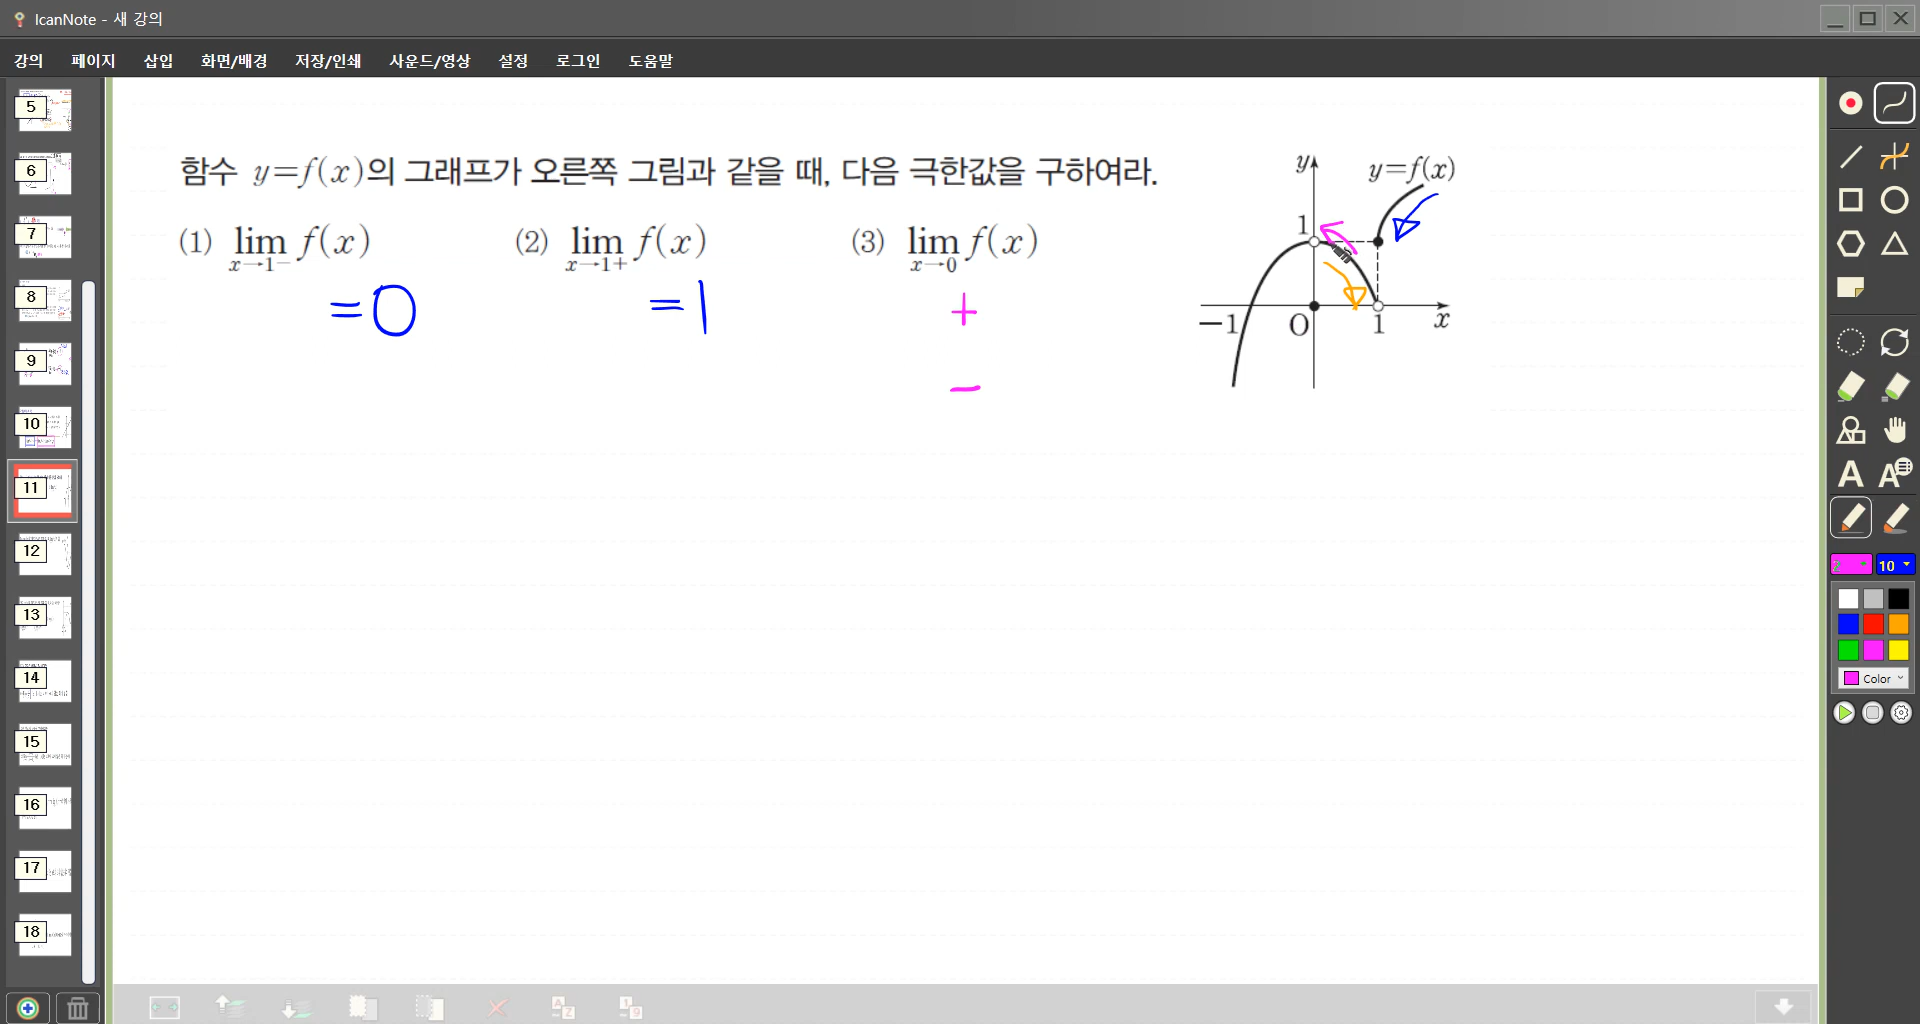 IcanNote - 새 강의
강의 페이지 삽입 화면/배경 저장/인쇄 사운드/영상 설정 로그인 도움말
5
6
7
8
9
10
11
12
13
14
15
16
17
18
함수 y=f(x)의 그래프가 오른쪽 그림과 같을 때, 다음 극한값을 구하여라.
(1) lim x→1− f(x)
(2) lim x→1+ f(x)
(3) lim x→0 f(x)
=0
=1
+
−
y
y=f(x)
1
−1
O
1
x
A
A
2
10
Color